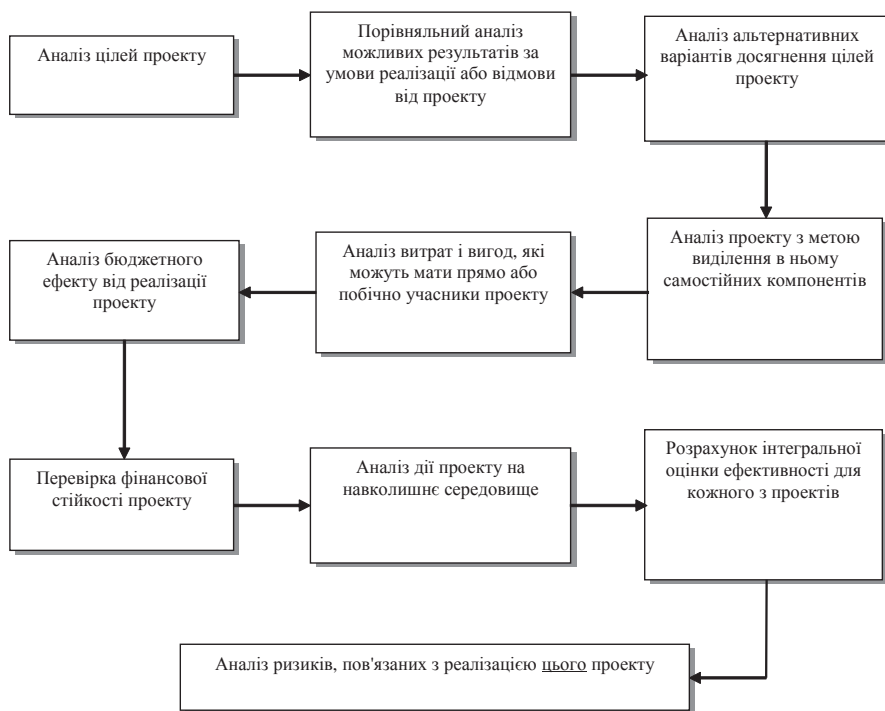 Аналіз цілей проекту
Порівняльний аналіз
можливих результатів за
умови реалізації або відмови
від проекту
Аналіз альтернативних
варіантів досягнення цілей
проекту
Аналіз проекту з метою
виділення в ньому
самостійних компонентів
Аналіз витрат і вигод, які
можуть мати прямо або
побічно учасники проекту
Аналіз бюджетного
ефекту від реалізації
проекту
Перевірка фінансової
стійкості проекту
Аналіз дії проекту на
навколишнє середовище
Розрахунок інтегральної
оцінки ефективності для
кожного з проектів
Аналіз ризиків, пов'язаних з реалізацією цього проекту